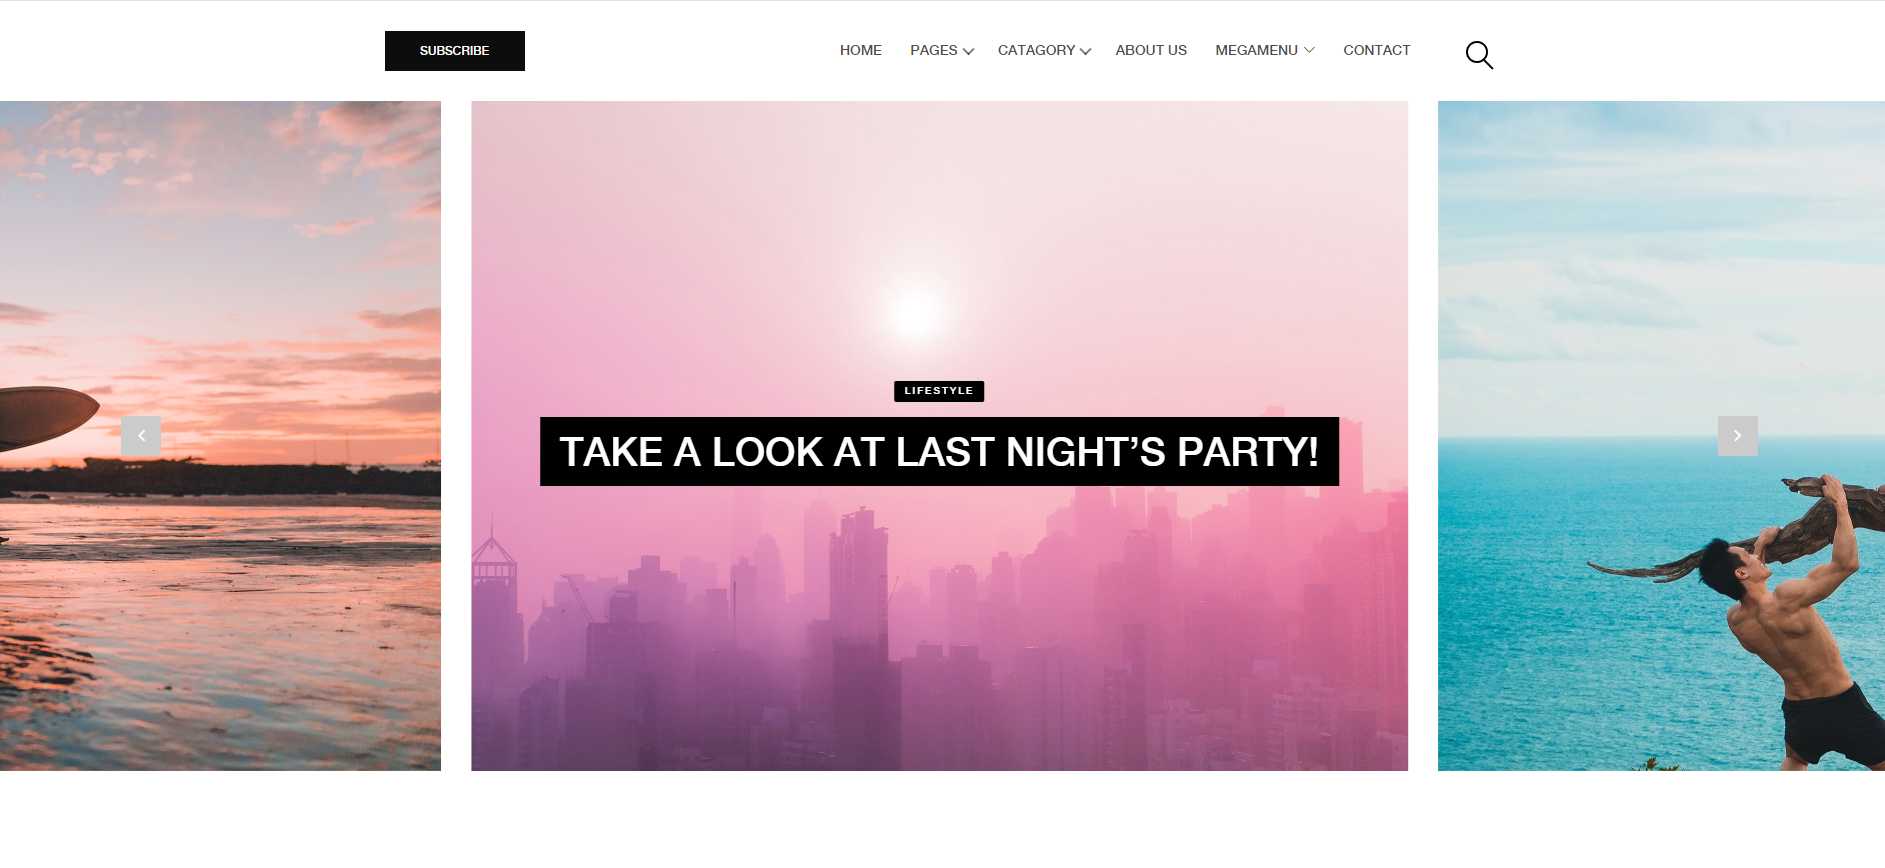 SUBSCRIBE
HOME PAGES CATAGORY ABOUT US MEGAMENU CONTACT
LIFESTYLE
TAKE A LOOK AT LAST NIGHT’S PARTY!